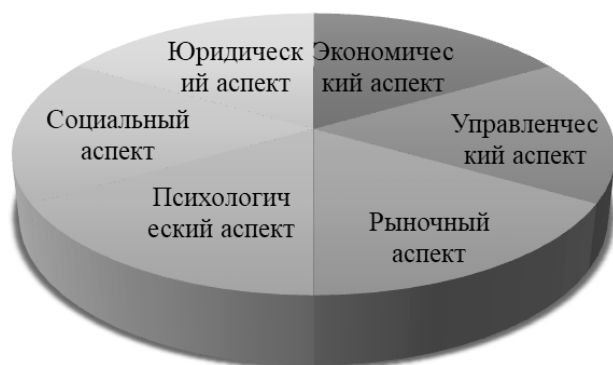 Юридическ
ий аспект
Экономичес
кий аспект
Управленчес
кий аспект
Рыночный
аспект
Психологич
еский аспект
Социальный
аспект